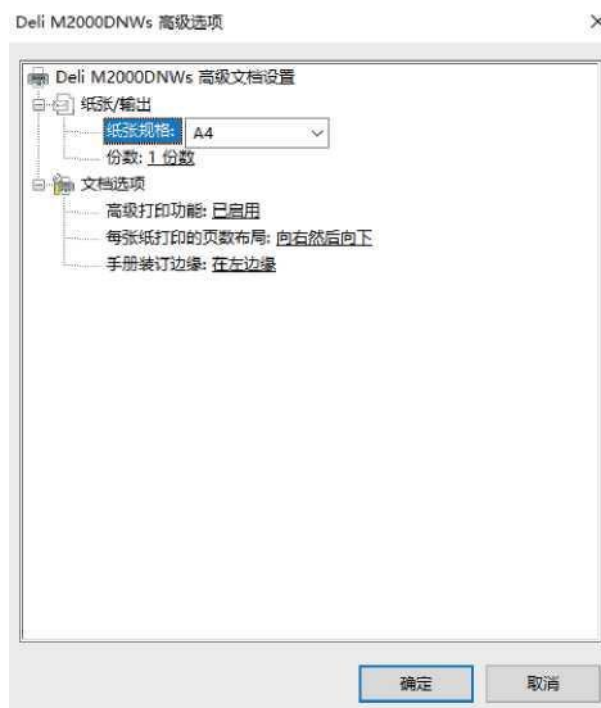 Deli M2000DNWs 高级选项
Deli M2000DNWs 高级文档设置
纸张/输出
纸张规格: A4
份数: 1 份数
文档选项
高级打印功能: 已启用
每张纸打印的页数布局: 向右然后向下
手册装订边缘: 在左边缘
确定 取消